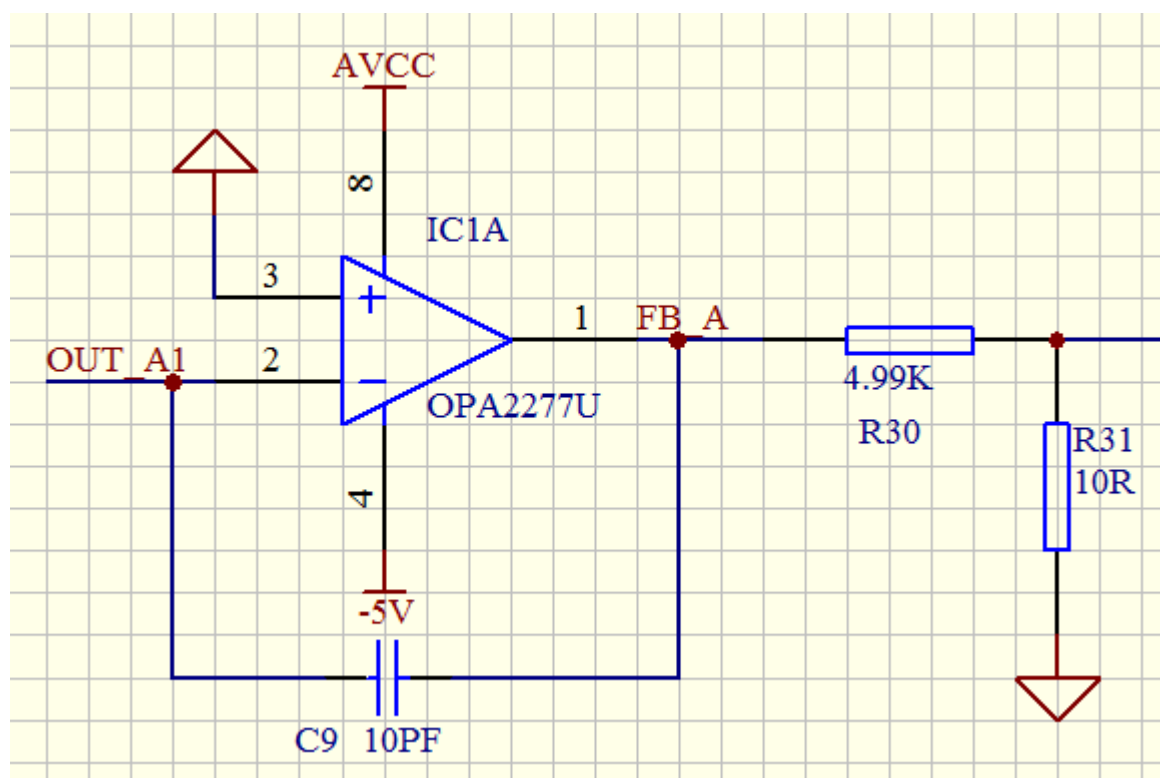 AVCC
8
IC1A
3
+
1
FB_A
OUT_A1
2
−
4.99K
R30
OPA2277U
R31
10R
4
-5V
C9 10PF